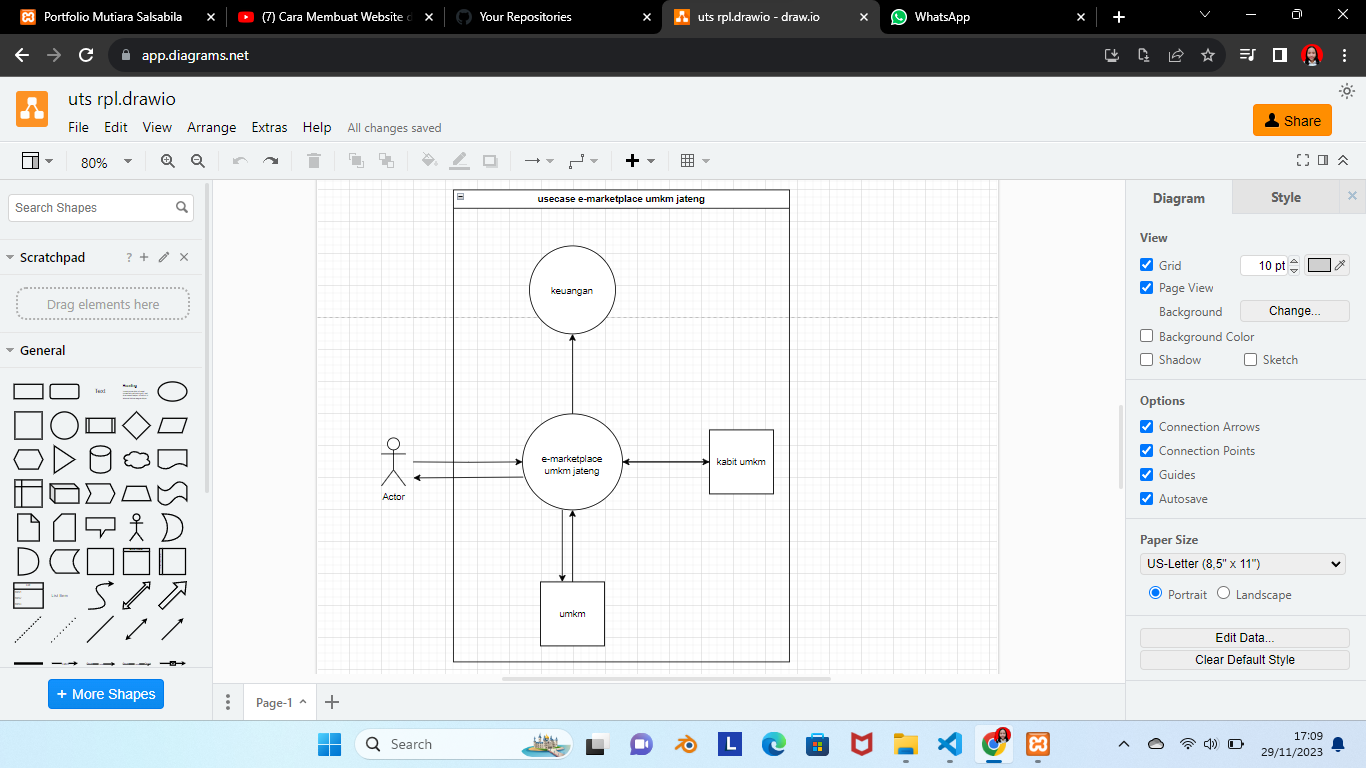 Portfolio Mutiara Salsabila
(7) Cara Membuat Website d
Your Repositories
uts rpl.drawio - draw.io
WhatsApp
app.diagrams.net
uts rpl.drawio
File Edit View Arrange Extras Help All changes saved
Share
80%
Search Shapes
Scratchpad
?
Drag elements here
General
Text
Heading
List Item
+ More Shapes
usecase e-marketplace umkm jateng
keuangan
e-marketplace
umkm jateng
kabit umkm
Actor
umkm
Page-1
Diagram
Style
View
Grid
10 pt
Page View
Background
Change...
Background Color
Shadow
Sketch
Options
Connection Arrows
Connection Points
Guides
Autosave
Paper Size
US-Letter (8,5" x 11")
Portrait
Landscape
Edit Data...
Clear Default Style
Search
L
17:09
29/11/2023